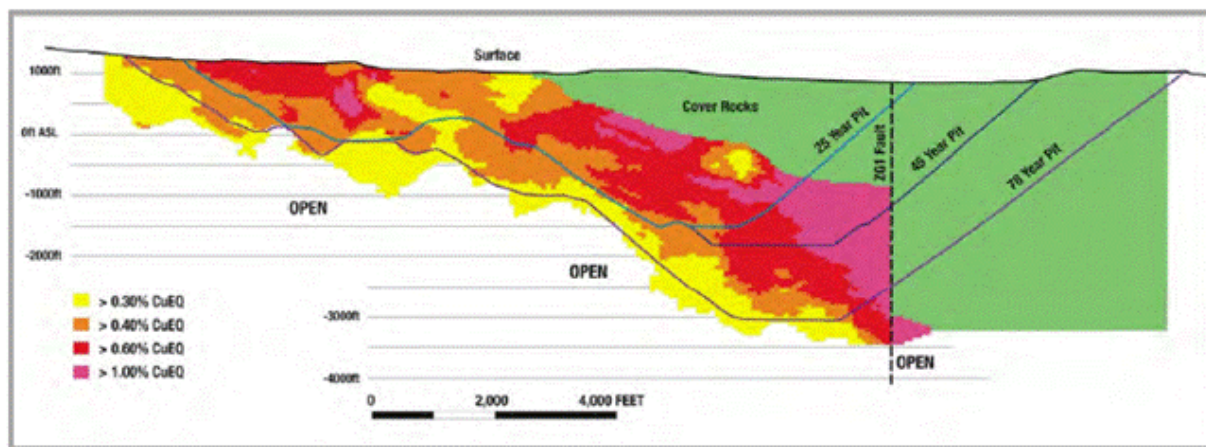 Surface
1000ft
Cover Rocks
25 Year Pit
ZG1 Fault
45 Year Pit
78 Year Pit
0ft ASL
-1000ft
OPEN
-2000ft
OPEN
> 0.30% CuEQ
> 0.40% CuEQ
> 0.60% CuEQ
> 1.00% CuEQ
-3000ft
OPEN
-4000ft
0 2,000 4,000 FEET